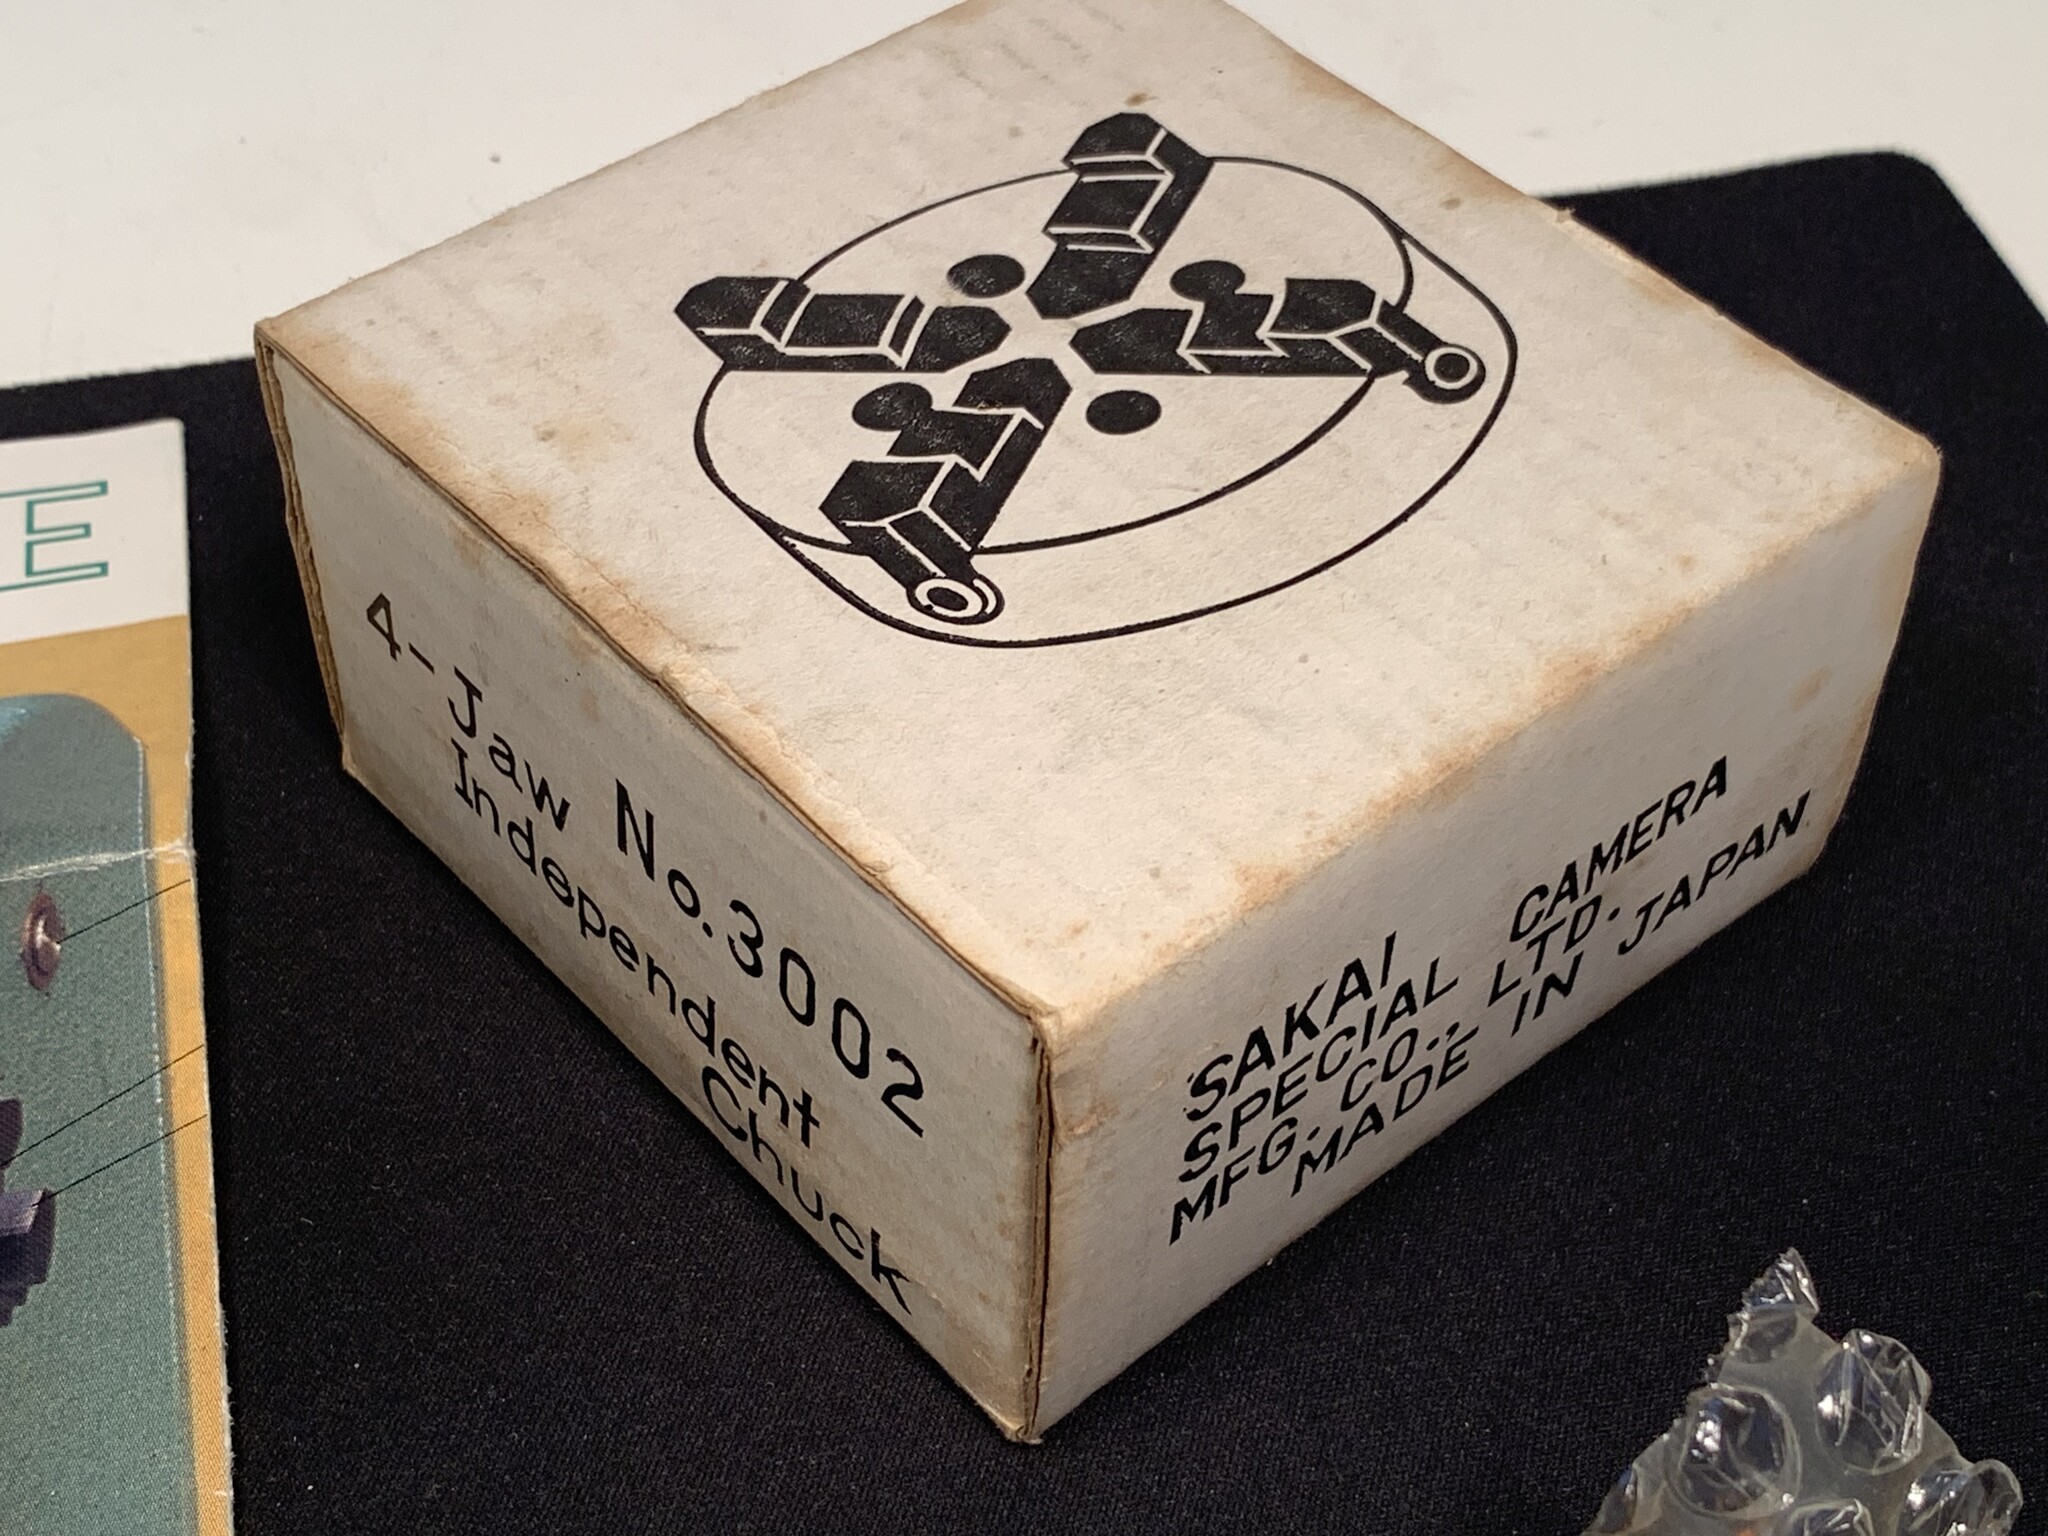 E
4-Jaw No.3002
Independent
Chuck
SAKAI CAMERA
SPECIAL LTD.
MFG. CO.,
MADE IN JAPAN